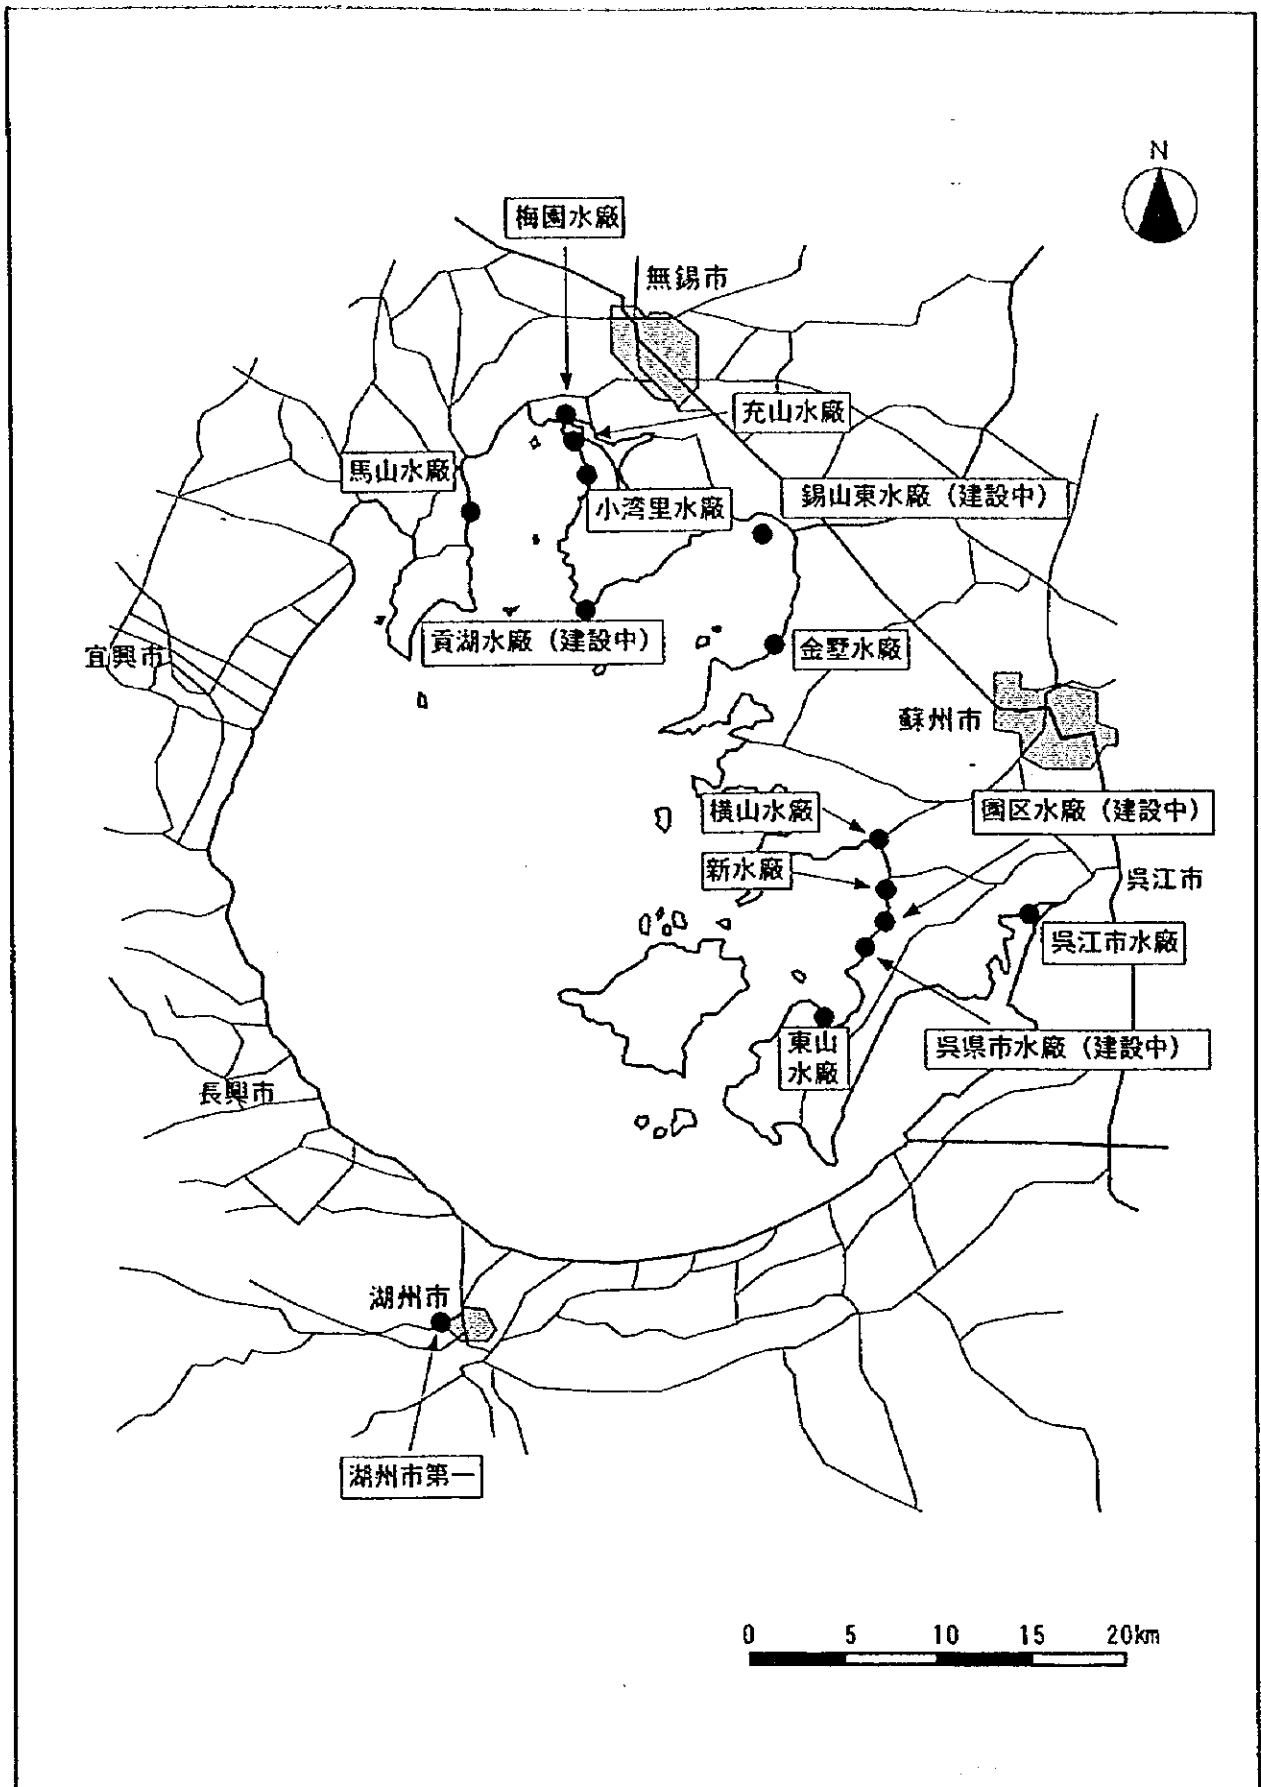 N
梅園水廠
無錫市
充山水廠
馬山水廠
小湾里水廠
錫山東水廠（建設中）
貢湖水廠（建設中）
金墅水廠
宜興市
蘇州市
横山水廠
園区水廠（建設中）
新水廠
呉江市
呉江市水廠
東山
水廠
呉県市水廠（建設中）
長興市
湖州市
湖州市第一
0 5 10 15 20km